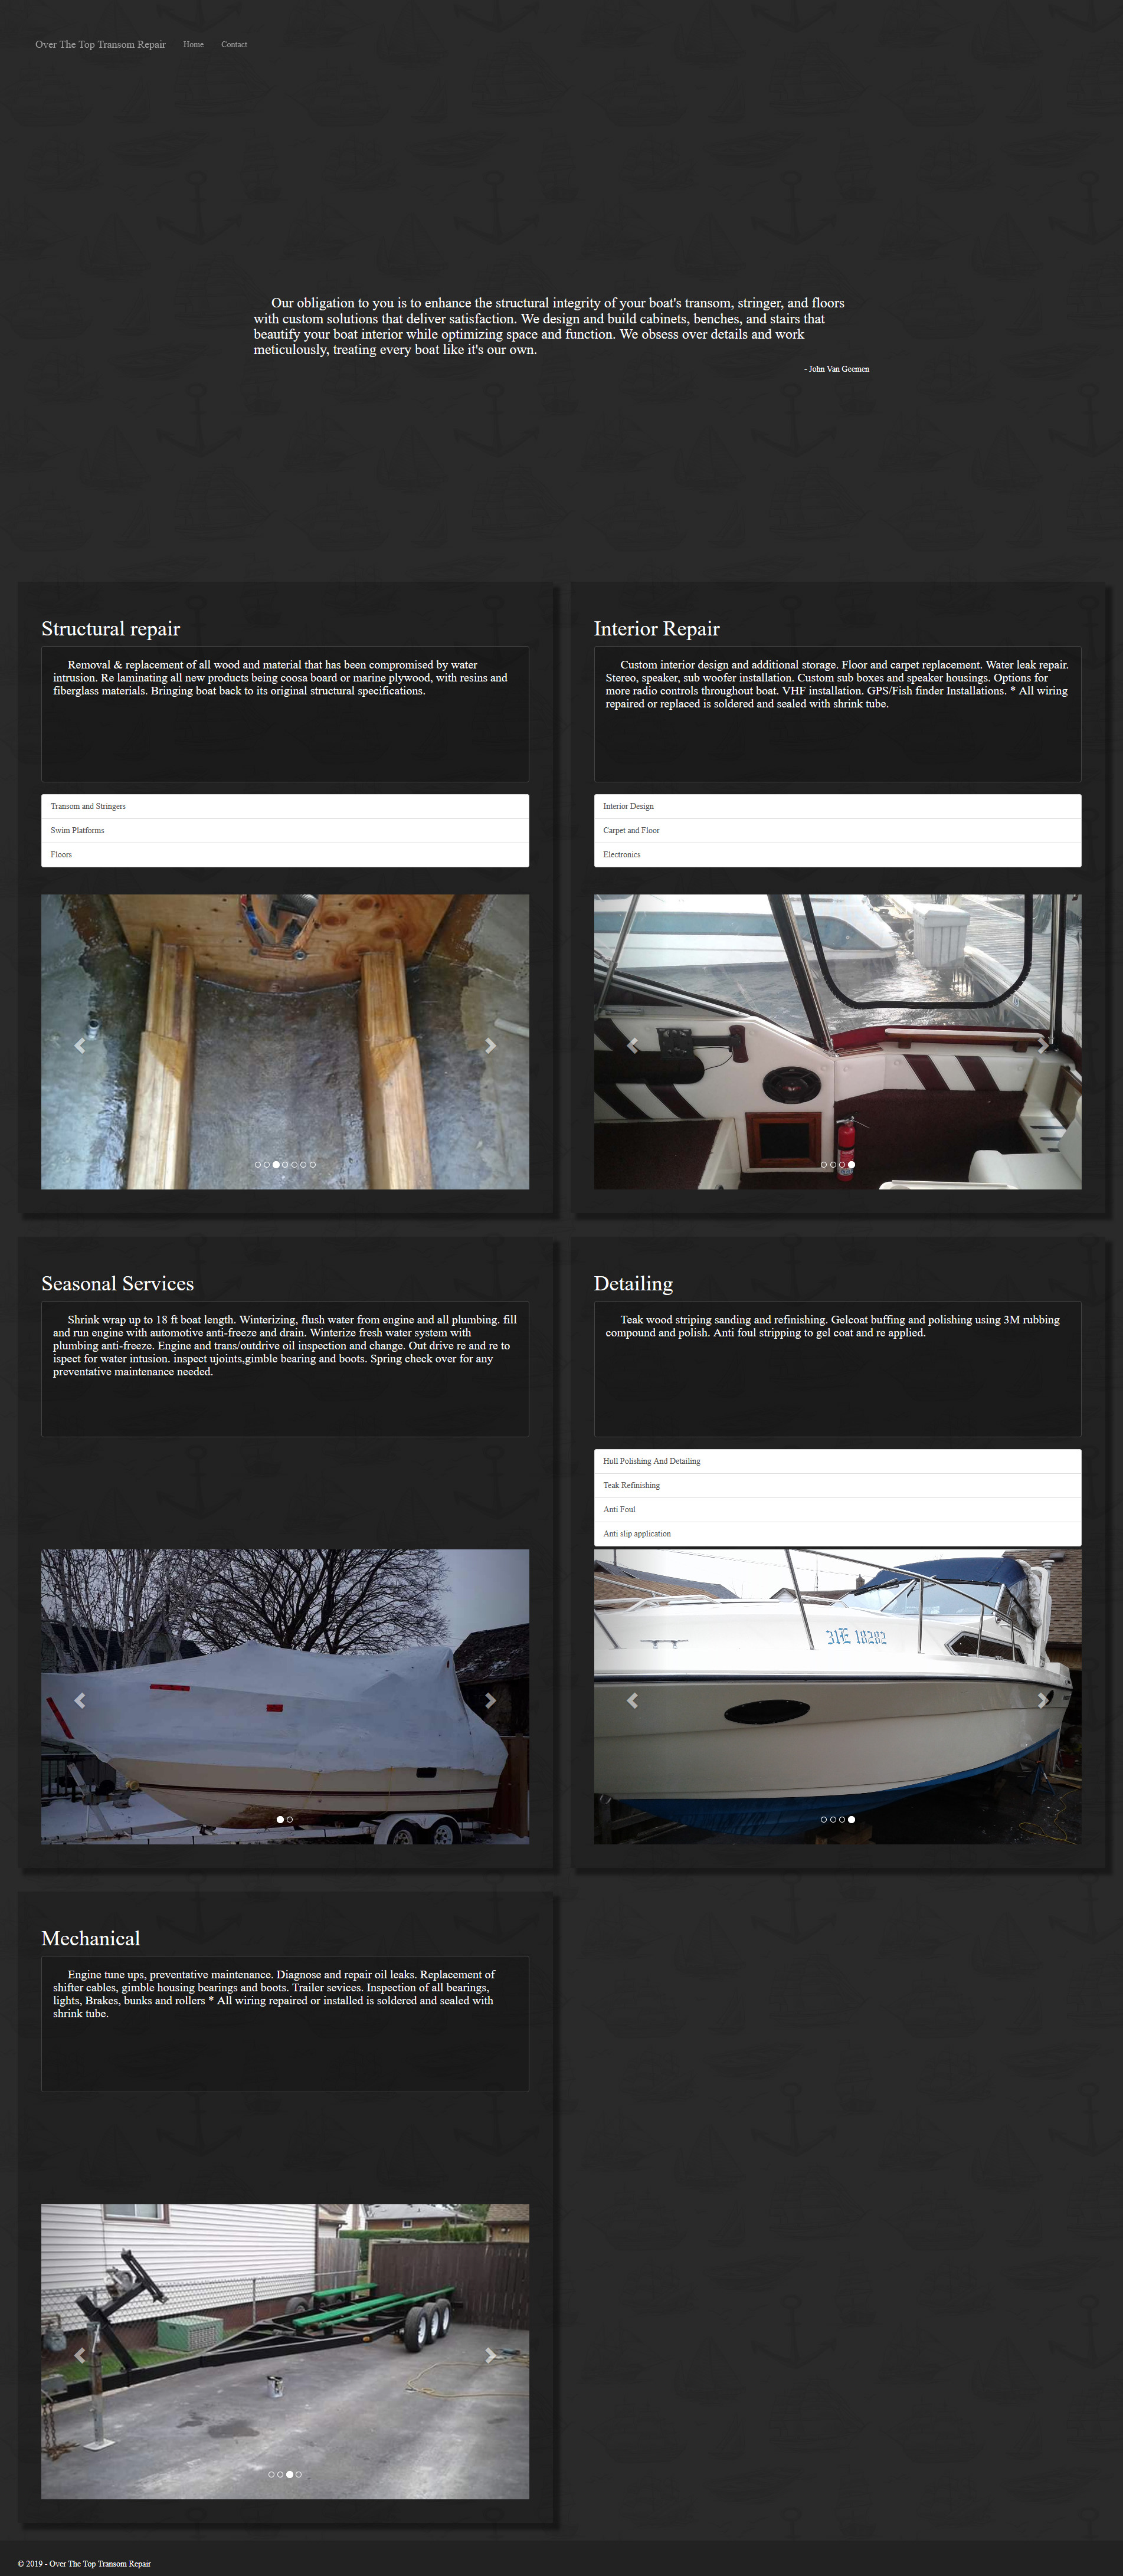 Over The Top Transom Repair Home Contact
Our obligation to you is to enhance the structural integrity of your boat's transom, stringer, and floors
with custom solutions that deliver satisfaction. We design and build cabinets, benches, and stairs that
beautify your boat interior while optimizing space and function. We obsess over details and work
meticulously, treating every boat like it's our own.
- John Van Geemen
Structural repair
Removal & replacement of all wood and material that has been compromised by water
intrusion. Re laminating all new products being coosa board or marine plywood, with resins and
fiberglass materials. Bringing boat back to its original structural specifications.
Transom and Stringers
Swim Platforms
Floors
Interior Repair
Custom interior design and additional storage. Floor and carpet replacement. Water leak repair.
Stereo, speaker, sub woofer installation. Custom sub boxes and speaker housings. Options for
more radio controls throughout boat. VHF installation. GPS/Fish finder Installations. * All wiring
repaired or replaced is soldered and sealed with shrink tube.
Interior Design
Carpet and Floor
Electronics
Seasonal Services
Shrink wrap up to 18 ft boat length. Winterizing, flush water from engine and all plumbing. fill
and run engine with automotive anti-freeze and drain. Winterize fresh water system with
plumbing anti-freeze. Engine and trans/outdrive oil inspection and change. Out drive re and re to
ispect for water intusion. inspect ujoints,gimble bearing and boots. Spring check over for any
preventative maintenance needed.
Detailing
Teak wood striping sanding and refinishing. Gelcoat buffing and polishing using 3M rubbing
compound and polish. Anti foul stripping to gel coat and re applied.
Hull Polishing And Detailing
Teak Refinishing
Anti Foul
Anti slip application
31E 18282
Mechanical
Engine tune ups, preventative maintenance. Diagnose and repair oil leaks. Replacement of
shifter cables, gimble housing bearings and boots. Trailer sevices. Inspection of all bearings,
lights, Brakes, bunks and rollers * All wiring repaired or installed is soldered and sealed with
shrink tube.
© 2019 - Over The Top Transom Repair